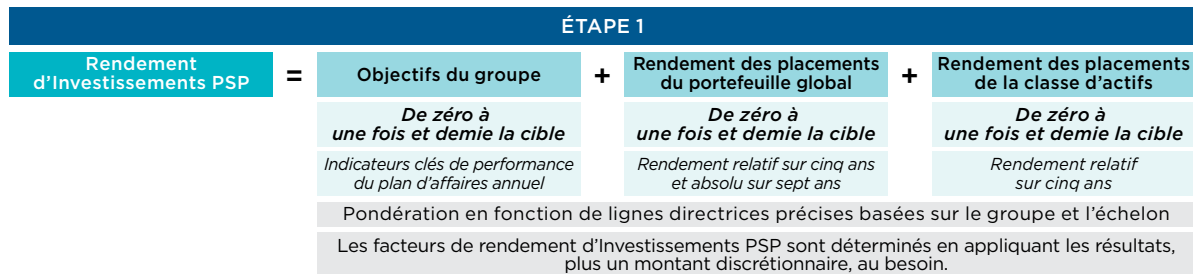 ÉTAPE 1
Rendement
d'Investissements PSP
=
Objectifs du groupe
+
Rendement des placements
du portefeuille global
+
Rendement des placements
de la classe d'actifs
De zéro à
une fois et demie la cible
De zéro à
une fois et demie la cible
De zéro à
une fois et demie la cible
Indicateurs clés de performance
du plan d'affaires annuel
Rendement relatif sur cinq ans
et absolu sur sept ans
Rendement relatif
sur cinq ans
Pondération en fonction de lignes directrices précises basées sur le groupe et l'échelon
Les facteurs de rendement d'Investissements PSP sont déterminés en appliquant les résultats,
plus un montant discrétionnaire, au besoin.